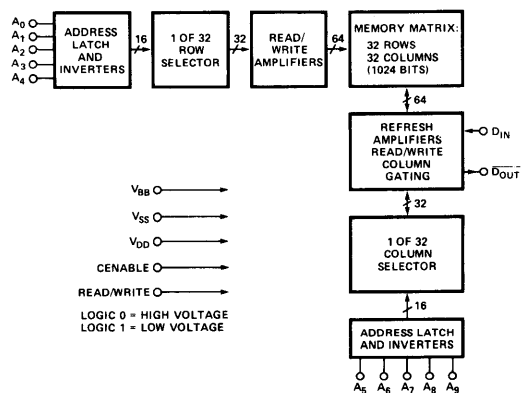 A0
A1
A2
A3
A4
ADDRESS
LATCH
AND
INVERTERS
16
1 OF 32
ROW
SELECTOR
32
READ/
WRITE
AMPLIFIERS
64
MEMORY MATRIX:
32 ROWS
32 COLUMNS
(1024 BITS)
64
REFRESH
AMPLIFIERS
READ/WRITE
COLUMN
GATING
DIN
DOUT
32
1 OF 32
COLUMN
SELECTOR
16
ADDRESS LATCH
AND INVERTERS
A5 A6 A7 A8 A9
VBB
VSS
VDD
CENABLE
READ/WRITE
LOGIC 0 = HIGH VOLTAGE
LOGIC 1 = LOW VOLTAGE